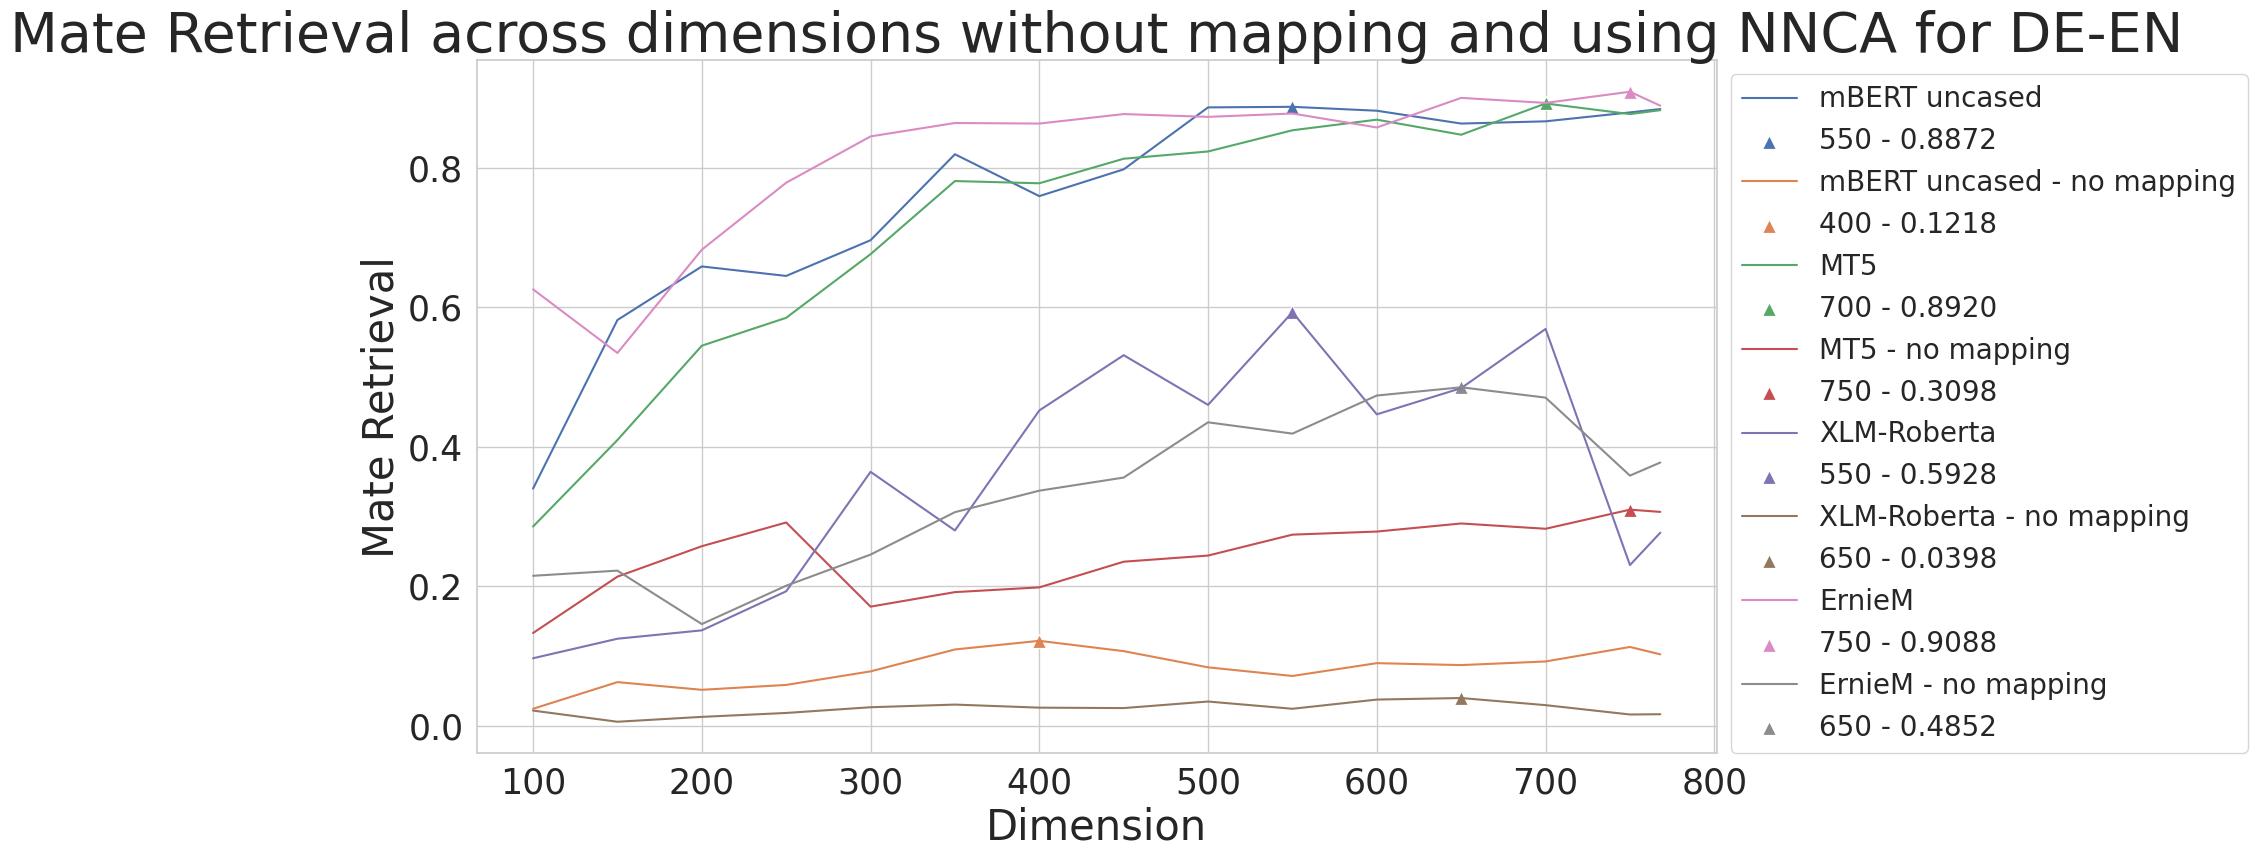 Mate Retrieval across dimensions without mapping and using NNCA for DE-EN
Mate Retrieval
0.8
0.6
0.4
0.2
0.0
100 200 300 400 500 600 700 800
Dimension
mBERT uncased
550 - 0.8872
mBERT uncased - no mapping
400 - 0.1218
MT5
700 - 0.8920
MT5 - no mapping
750 - 0.3098
XLM-Roberta
550 - 0.5928
XLM-Roberta - no mapping
650 - 0.0398
ErnieM
750 - 0.9088
ErnieM - no mapping
650 - 0.4852